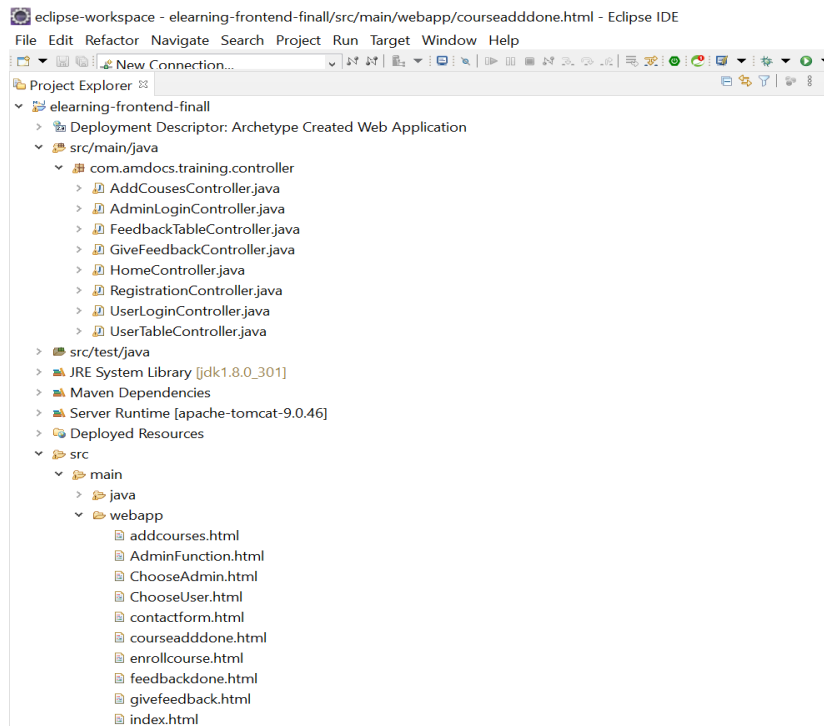 eclipse-workspace - elearning-frontend-finall/src/main/webapp/courseadddone.html - Eclipse IDE
File Edit Refactor Navigate Search Project Run Target Window Help
New Connection...
Project Explorer
elearning-frontend-finall
Deployment Descriptor: Archetype Created Web Application
src/main/java
com.amdocs.training.controller
AddCousesController.java
AdminLoginController.java
FeedbackTableController.java
GiveFeedbackController.java
HomeController.java
RegistrationController.java
UserLoginController.java
UserTableController.java
src/test/java
JRE System Library [jdk1.8.0_301]
Maven Dependencies
Server Runtime [apache-tomcat-9.0.46]
Deployed Resources
src
main
java
webapp
addcourses.html
AdminFunction.html
ChooseAdmin.html
ChooseUser.html
contactform.html
courseadddone.html
enrollcourse.html
feedbackdone.html
givefeedback.html
index.html